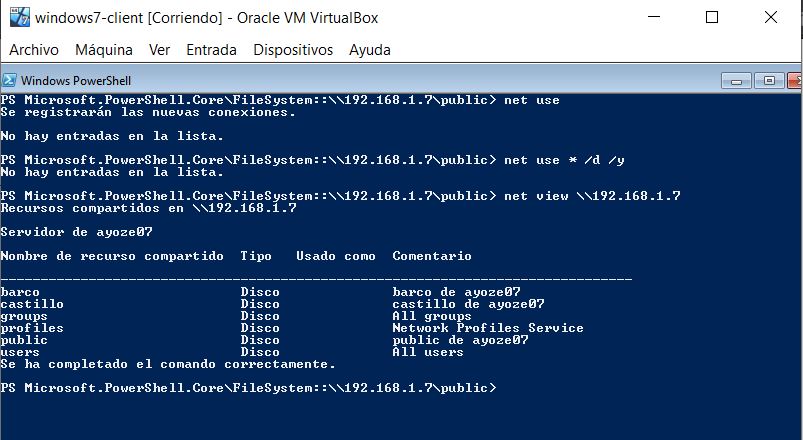 windows7-client [Corriendo] - Oracle VM VirtualBox
Archivo Máquina Ver Entrada Dispositivos Ayuda
Windows PowerShell
PS Microsoft.PowerShell.Core\FileSystem::\\192.168.1.7\public> net use
Se registrarán las nuevas conexiones.
No hay entradas en la lista.
PS Microsoft.PowerShell.Core\FileSystem::\\192.168.1.7\public> net use * /d /y
No hay entradas en la lista.
PS Microsoft.PowerShell.Core\FileSystem::\\192.168.1.7\public> net view \\192.168.1.7
Recursos compartidos en \\192.168.1.7
Servidor de ayoze07
Nombre de recurso compartido Tipo Usado como Comentario
-------------------------------------------------------------------------------
barco Disco barco de ayoze07
castillo Disco castillo de ayoze07
groups Disco All groups
profiles Disco Network Profiles Service
public Disco public de ayoze07
users Disco All users
Se ha completado el comando correctamente.
PS Microsoft.PowerShell.Core\FileSystem::\\192.168.1.7\public>